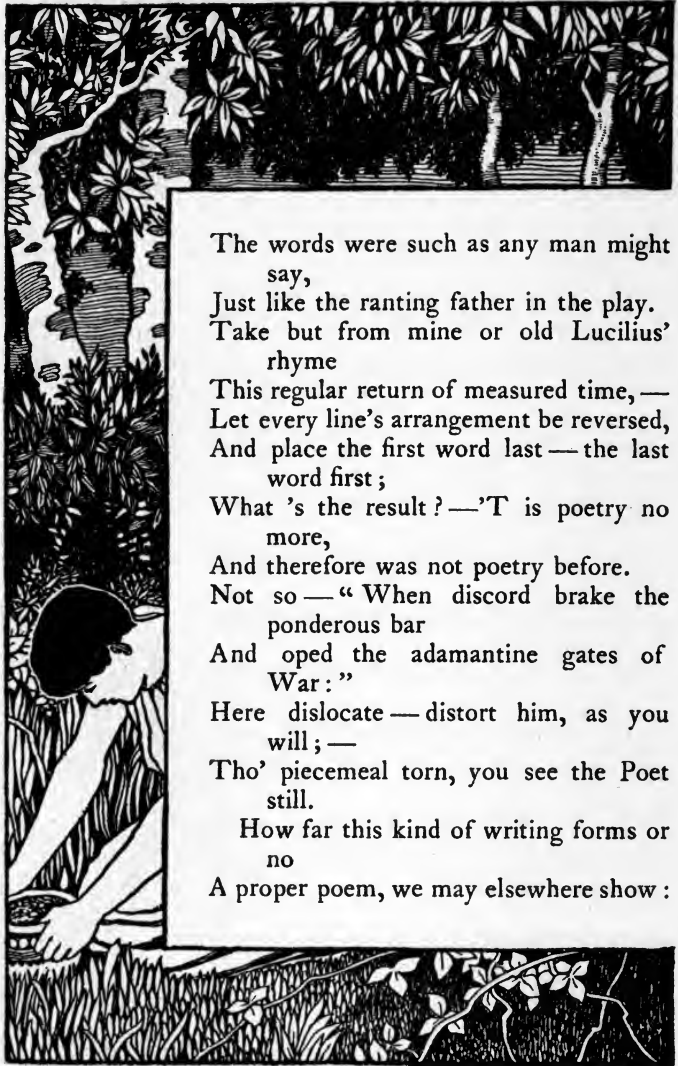 The words were such as any man might
say,
Just like the ranting father in the play.
Take but from mine or old Lucilius'
rhyme
This regular return of measured time, —
Let every line's arrangement be reversed,
And place the first word last — the last
word first ;
What 's the result ? — 'T is poetry no
more,
And therefore was not poetry before.
Not so — “ When discord brake the
ponderous bar
And oped the adamantine gates of
War : ”
Here dislocate — distort him, as you
will ; —
Tho' piecemeal torn, you see the Poet
still.
How far this kind of writing forms or
no
A proper poem, we may elsewhere show :